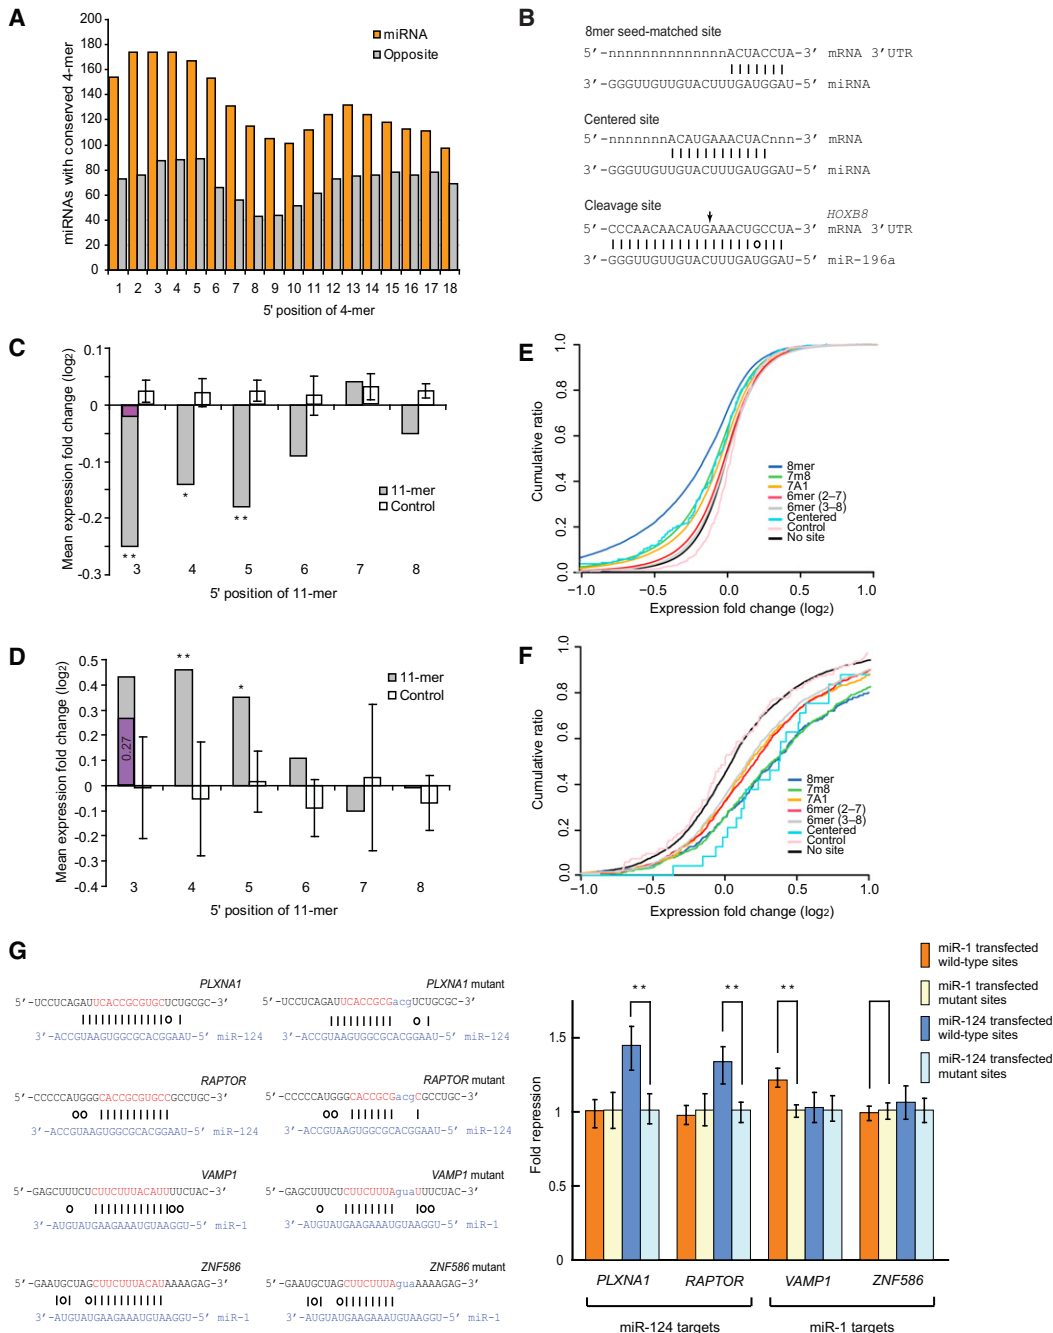 A
200
180
160
140
120
100
80
60
40
20
0
miRNAs with conserved 4-mer
miRNA
Opposite
1 2 3 4 5 6 7 8 9 10 11 12 13 14 15 16 17 18
5' position of 4-mer
B
8mer seed-matched site
5’-nnnnnnnnnnnnnnnACUACCUA-3’ mRNA 3’UTR
3’-GGGUUGUUGUACUUUGAUGGAU-5’ miRNA
Centered site
5’-nnnnnnnACAUGAAACUACnnn-3’ mRNA
3’-GGGUUGUUGUACUUUGAUGGAU-5’ miRNA
Cleavage site
HOXB8
5’-CCCAACAACAUGAAACUGCCUA-3’ mRNA 3’UTR
3’-GGGUUGUUGUACUUUGAUGGAU-5’ miR-196a
C
0.1
0
-0.1
-0.2
-0.3
Mean expression fold change (log2)
11-mer
Control
**
*
**
3 4 5 6 7 8
5' position of 11-mer
D
0.5
0.4
0.3
0.2
0.1
0
-0.1
-0.2
-0.3
-0.4
Mean expression fold change (log2)
0.27
**
*
11-mer
Control
3 4 5 6 7 8
5' position of 11-mer
E
1.0
0.8
0.6
0.4
0.2
0.0
Cumulative ratio
8mer
7m8
7A1
6mer (2–7)
6mer (3–8)
Centered
Control
No site
−1.0 −0.5 0.0 0.5 1.0
Expression fold change (log2)
F
1.0
0.8
0.6
0.4
0.2
0.0
Cumulative ratio
8mer
7m8
7A1
6mer (2–7)
6mer (3–8)
Centered
Control
No site
−1.0 −0.5 0.0 0.5 1.0
Expression fold change (log2)
G
PLXNA1
5’-UCCUCAGAUUCACCGCGUGCUCUGCGC-3’
3’-ACCGUAAGUGGCGCACGGAAU-5’ miR-124
PLXNA1 mutant
5’-UCCUCAGAUUCACCGCGacgUCUGCGC-3’
3’-ACCGUAAGUGGCGCACGGAAU-5’ miR-124
RAPTOR
5’-CCCCCAUGGGCACCGCGUGCCGCCUGC-3’
3’-ACCGUAAGUGGCGCACGGAAU-5’ miR-124
RAPTOR mutant
5’-CCCCCAUGGGCACCGCGacgCGCCUGC-3’
3’-ACCGUAAGUGGCGCACGGAAU-5’ miR-124
VAMP1
5’-GAGCUUUCUCUUCUUUACAUUUUCUAC-3’
3’-AUGUAUGAAGAAAUGUAAGGU-5’ miR-1
VAMP1 mutant
5’-GAGCUUUCUCUUCUUUAguaUUUCUAC-3’
3’-AUGUAUGAAGAAAUGUAAGGU-5’ miR-1
ZNF586
5’-GAAUGCUAGCUUCUUUACAUAAAAGAG-3’
3’-AUGUAUGAAGAAAUGUAAGGU-5’ miR-1
ZNF586 mutant
5’-GAAUGCUAGCUUCUUUAguaAAAAGAG-3’
3’-AUGUAUGAAGAAAUGUAAGGU-5’ miR-1
miR-1 transfected
wild-type sites
miR-1 transfected
mutant sites
miR-124 transfected
wild-type sites
miR-124 transfected
mutant sites
**
**
**
1.5
1
0.5
0
Fold repression
PLXNA1 RAPTOR VAMP1 ZNF586
miR-124 targets
miR-1 targets